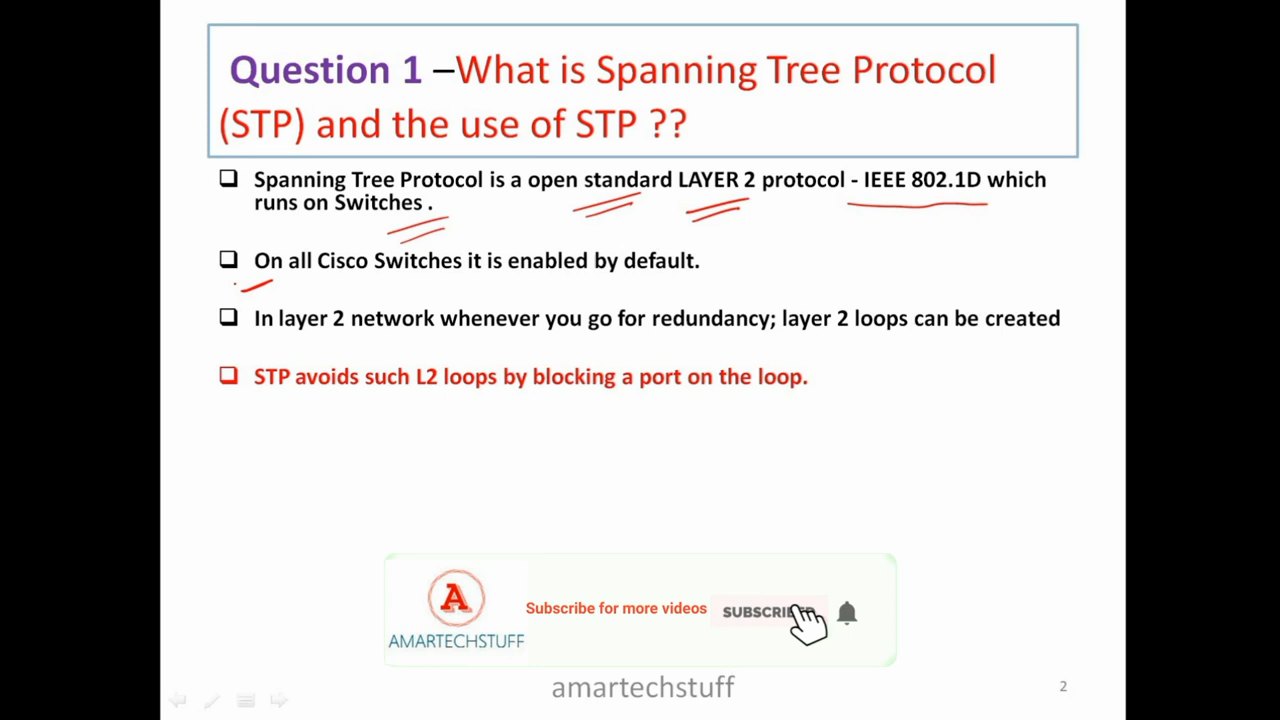 Question 1 –What is Spanning Tree Protocol
(STP) and the use of STP ??
Spanning Tree Protocol is a open standard LAYER 2 protocol - IEEE 802.1D which
runs on Switches .
On all Cisco Switches it is enabled by default.
In layer 2 network whenever you go for redundancy; layer 2 loops can be created
STP avoids such L2 loops by blocking a port on the loop.
A
AMARTECHSTUFF
Subscribe for more videos
SUBSCRIBED
amartechstuff
2